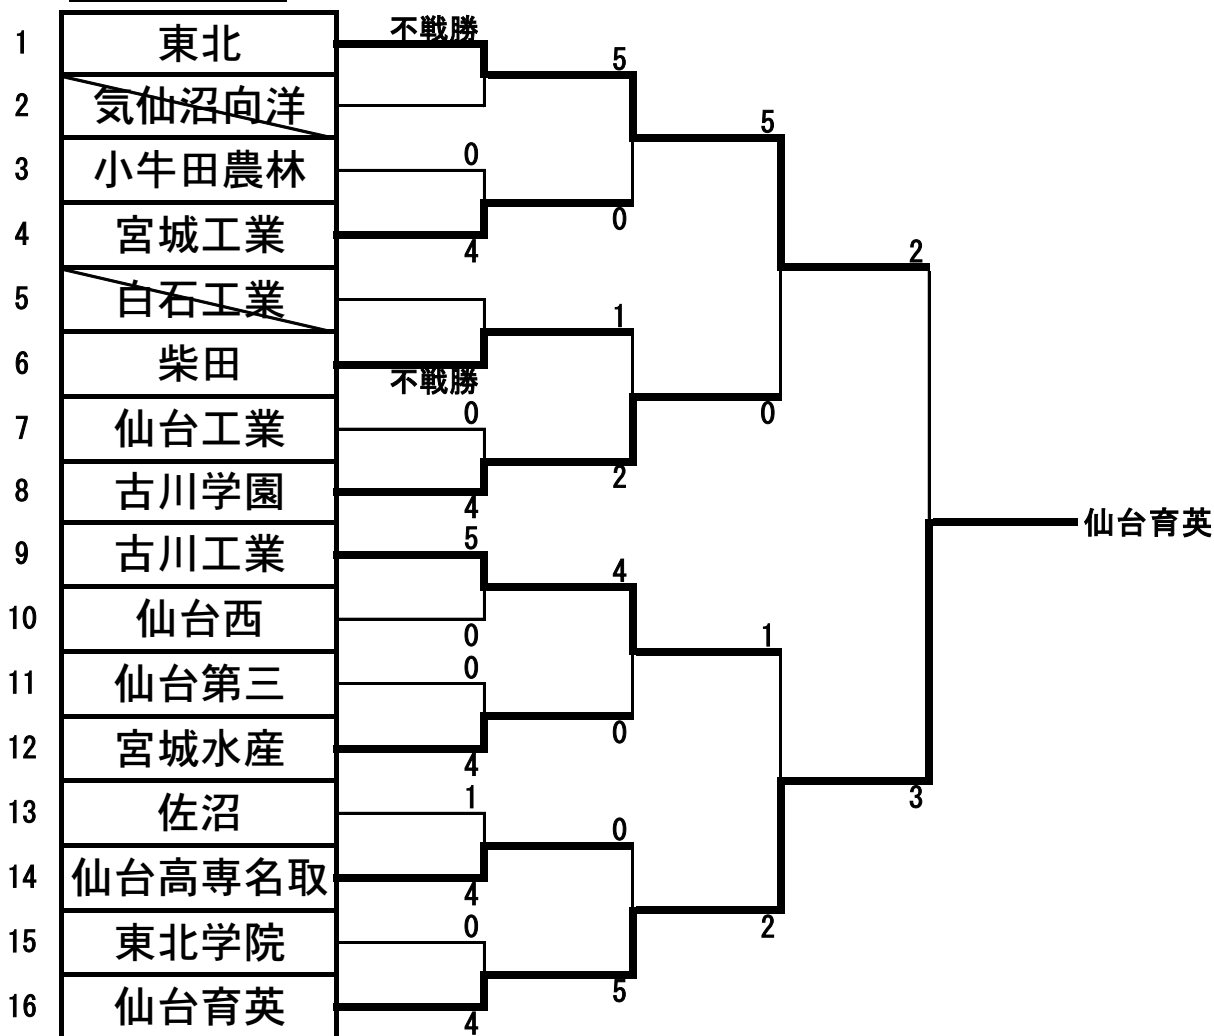 不戦勝
1 東北
5
2 気仙沼向洋
5
3 小牛田農林
0
4 宮城工業
0
4
2
5 白石工業
1
6 柴田
不戦勝
7 仙台工業
0
0
8 古川学園
2
4
仙台育英
9 古川工業
5
4
10 仙台西
0
1
11 仙台第三
0
12 宮城水産
0
4
3
13 佐沼
1
0
14 仙台高専名取
4
15 東北学院
0
2
16 仙台育英
5
4